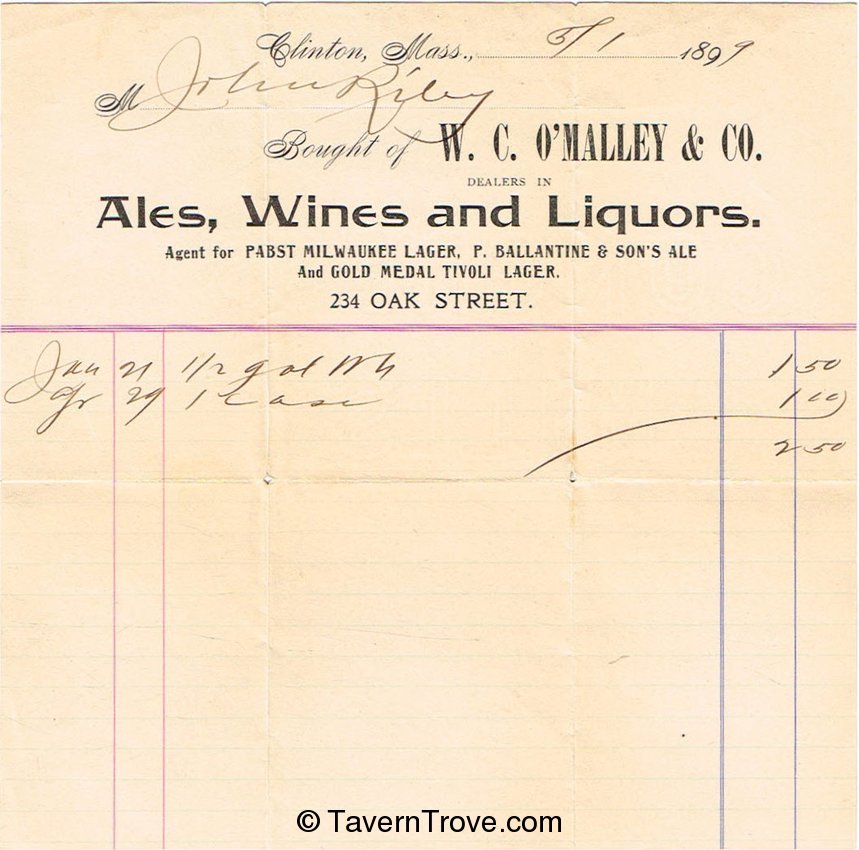 Clinton, Mass., 5/1 1899
M John Riley
Bought of W. C. O'MALLEY & CO.
DEALERS IN
Ales, Wines and Liquors.
Agent for PABST MILWAUKEE LAGER, P. BALLANTINE & SON'S ALE
And GOLD MEDAL TIVOLI LAGER.
234 OAK STREET.
Jan 21 1/2 gal Wh 1 50
29 1 case 1 00
2 50
© TavernTrove.com